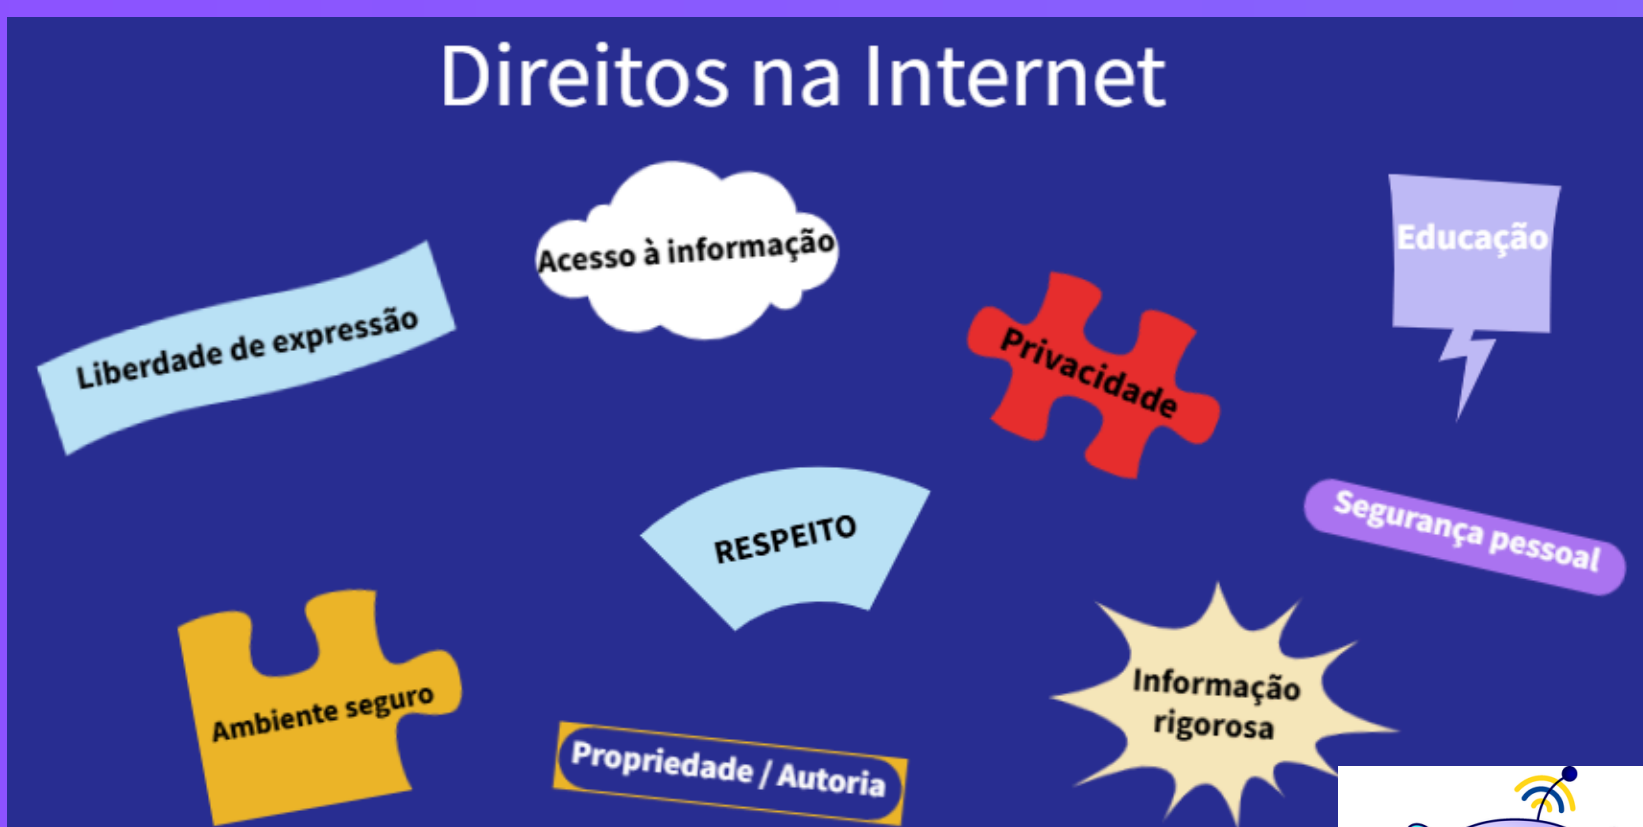 Direitos na Internet
Acesso à informação
Educação
Liberdade de expressão
Privacidade
RESPEITO
Segurança pessoal
Ambiente seguro
Informação
rigorosa
Propriedade / Autoria